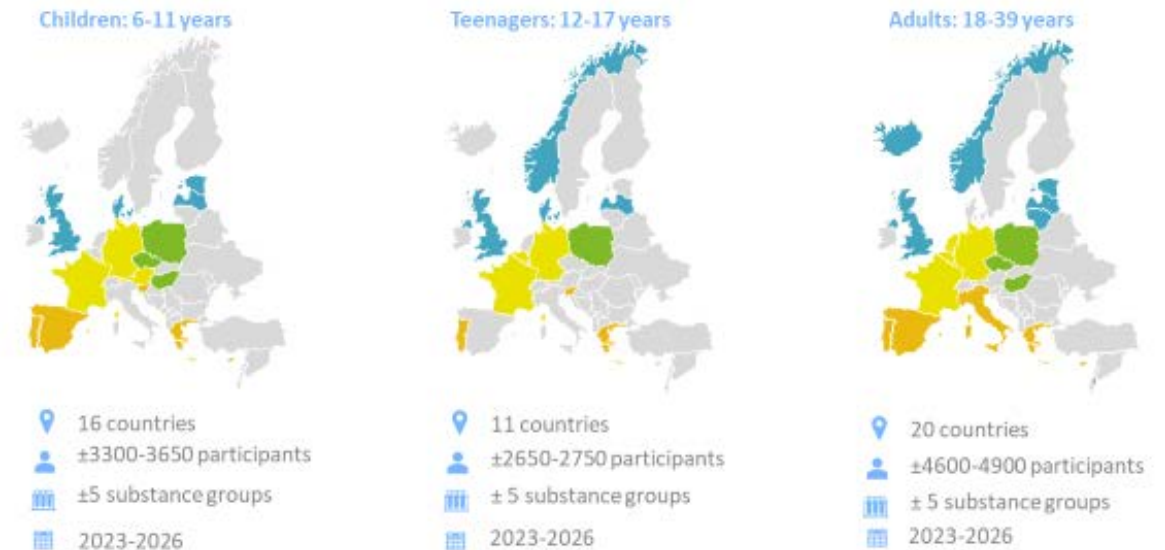 Children: 6-11 years
16 countries
±3300-3650 participants
±5 substance groups
2023-2026
Teenagers: 12-17 years
11 countries
±2650-2750 participants
± 5 substance groups
2023-2026
Adults: 18-39 years
20 countries
±4600-4900 participants
± 5 substance groups
2023-2026